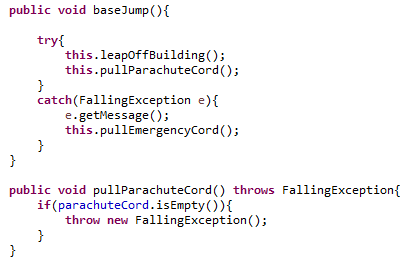 public void baseJump(){
try{
this.leapOffBuilding();
this.pullParachuteCord();
}
catch(FallingException e){
e.getMessage();
this.pullEmergencyCord();
}
}
public void pullParachuteCord() throws FallingException{
if(parachuteCord.isEmpty()){
throw new FallingException();
}
}